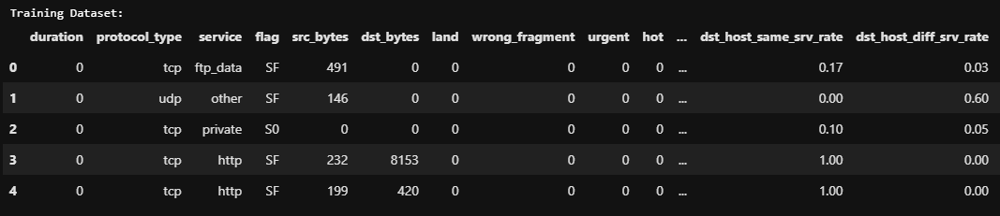 Training Dataset:
duration protocol_type service flag src_bytes dst_bytes land wrong_fragment urgent hot ... dst_host_same_srv_rate dst_host_diff_srv_rate
0 0 tcp ftp_data SF 491 0 0 0 0 0 ... 0.17 0.03
1 0 udp other SF 146 0 0 0 0 0 ... 0.00 0.60
2 0 tcp private S0 0 0 0 0 0 0 ... 0.10 0.05
3 0 tcp http SF 232 8153 0 0 0 0 ... 1.00 0.00
4 0 tcp http SF 199 420 0 0 0 0 ... 1.00 0.00